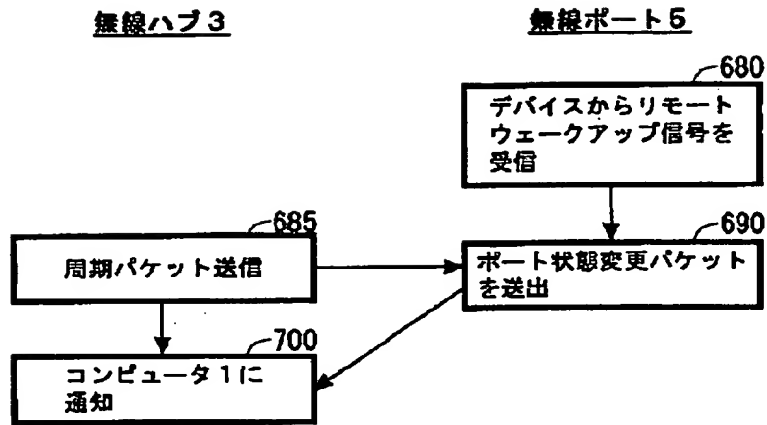 無線ハブ3
無線ポート5
680
デバイスからリモート
ウェークアップ信号を
受信
685
周期パケット送信
690
ポート状態変更パケット
を送出
700
コンピュータ1に
通知